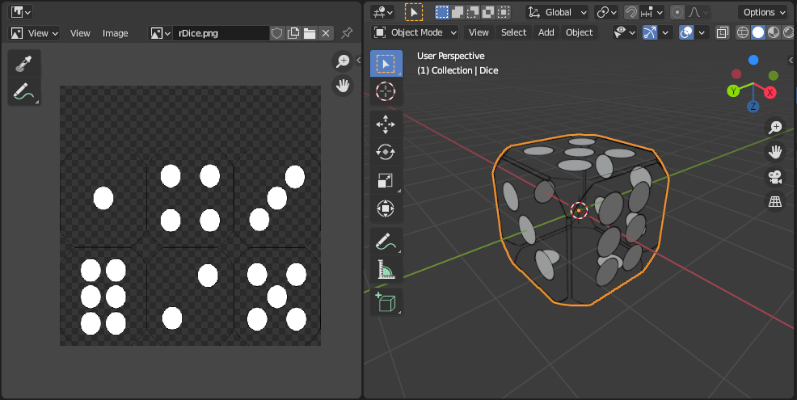 Global
Options
View
View
Image
rDice.png
Object Mode
View
Select
Add
Object
User Perspective
(1) Collection | Dice
Y
X
Z